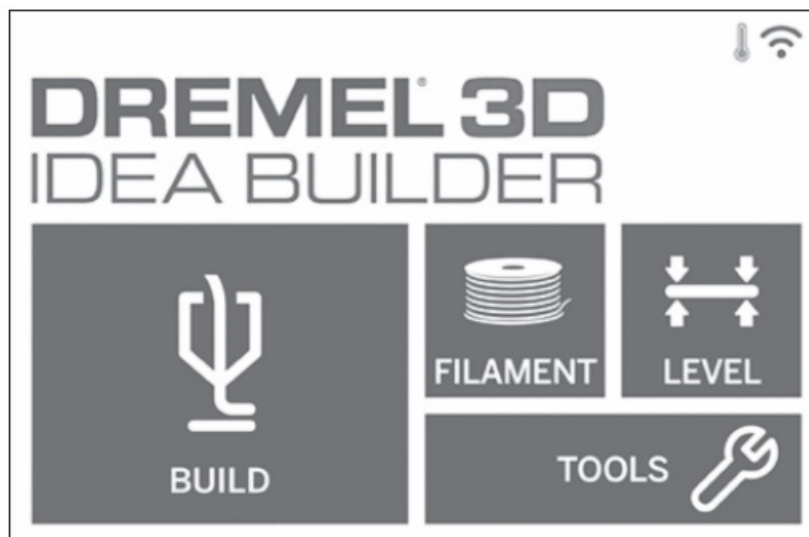 DREMEL® 3D
IDEA BUILDER
FILAMENT
LEVEL
BUILD
TOOLS